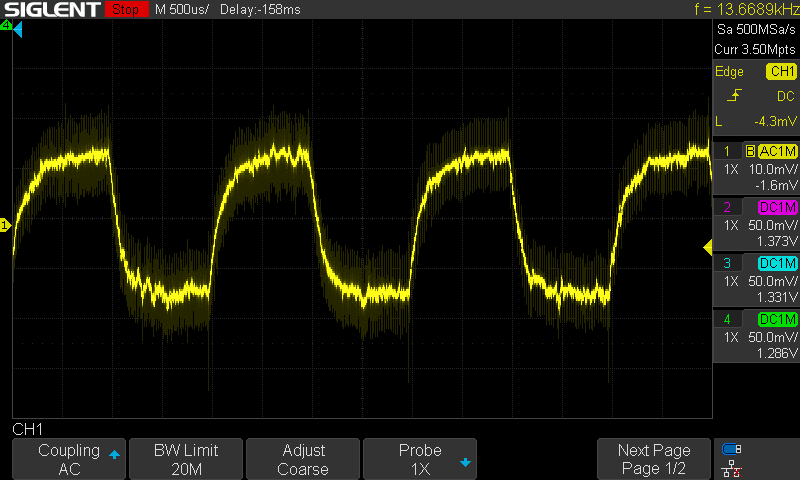 SIGLENT Stop M 500us/ Delay:-158ms f = 13.6689kHz
Sa 500MSa/s
Curr 3.50Mpts
Edge CH1
DC
L -4.3mV
1 B AC1M
1X 10.0mV/
-1.6mV
2 DC1M
1X 50.0mV/
1.373V
3 DC1M
1X 50.0mV/
1.331V
4 DC1M
1X 50.0mV/
1.286V
4
1
CH1
Coupling
AC
BW Limit
20M
Adjust
Coarse
Probe
1X
Next Page
Page 1/2